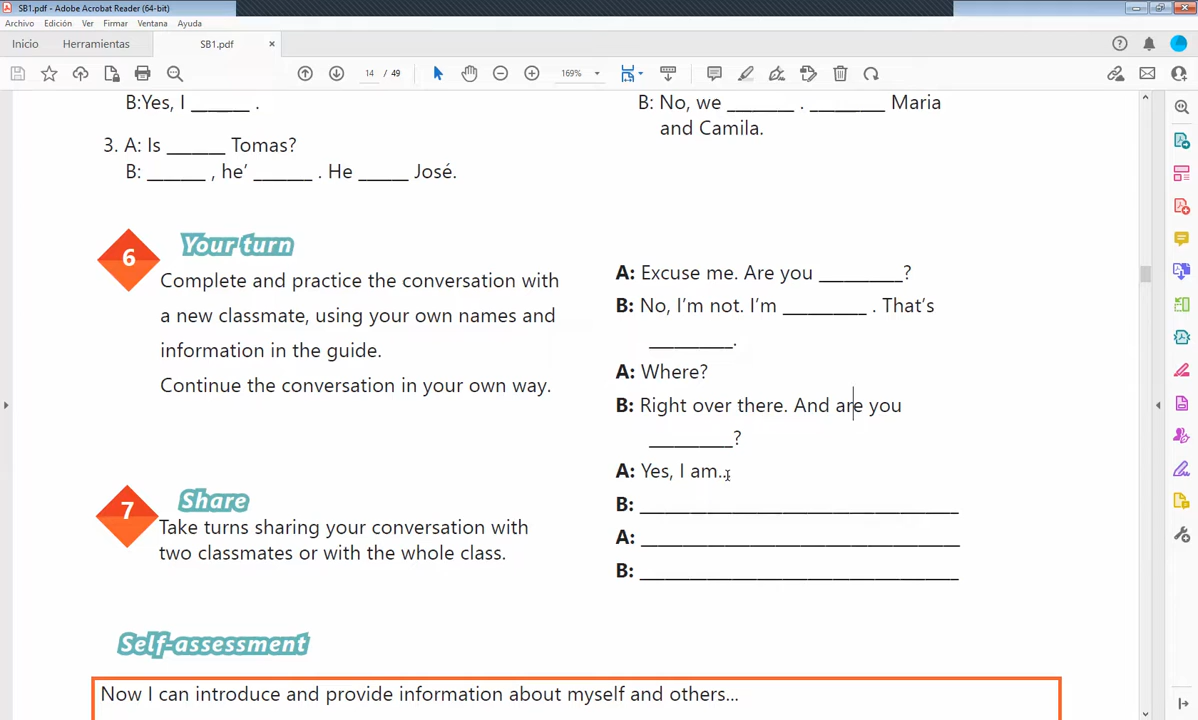 SB1.pdf - Adobe Acrobat Reader (64-bit)
Archivo Edición Ver Firmar Ventana Ayuda
Inicio Herramientas SB1.pdf ×
14 / 49 169%
B:Yes, I ______ .
3. A: Is ______ Tomas?
B: ______ , he’ ______ . He _____ José.
B: No, we _______ . ________ Maria
and Camila.
6 Your turn
Complete and practice the conversation with
a new classmate, using your own names and
information in the guide.
Continue the conversation in your own way.
7 Share
Take turns sharing your conversation with
two classmates or with the whole class.
A: Excuse me. Are you _________?
B: No, I’m not. I’m _________ . That’s
_________.
A: Where?
B: Right over there. And are you
_________?
A: Yes, I am..
B: __________________________________
A: __________________________________
B: __________________________________
Self-assessment
Now I can introduce and provide information about myself and others...